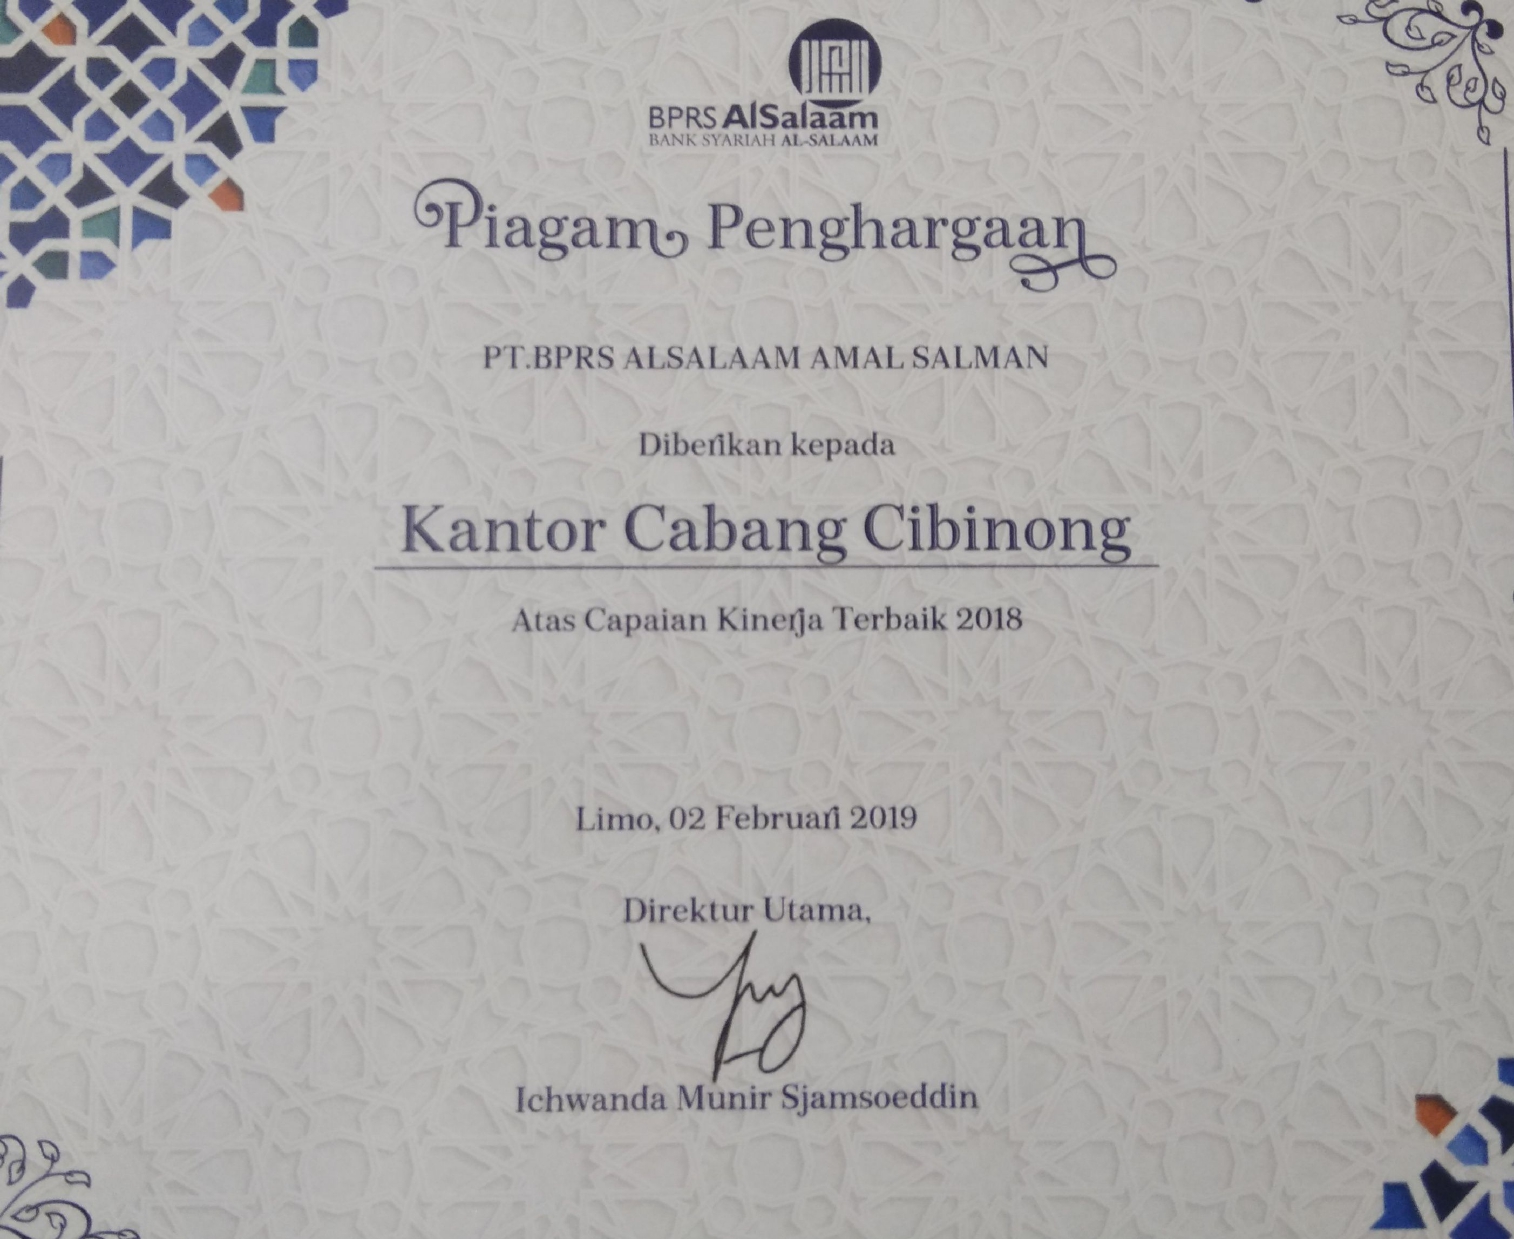 BPRS AlSalaam
BANK SYARIAH AL-SALAAM
Piagam Penghargaan
PT.BPRS ALSALAAM AMAL SALMAN
Diberikan kepada
Kantor Cabang Cibinong
Atas Capaian Kinerja Terbaik 2018
Limo, 02 Februari 2019
Direktur Utama,
Ichwanda Munir Sjamsoeddin